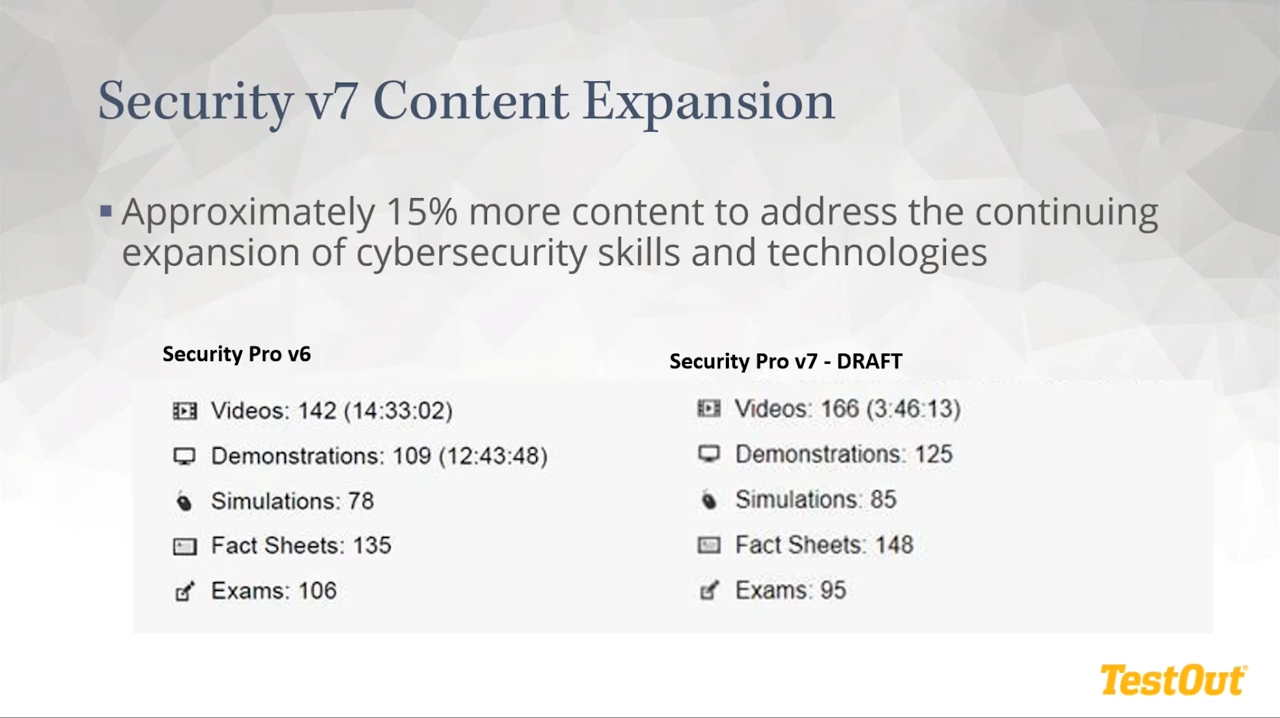 Security v7 Content Expansion
▪ Approximately 15% more content to address the continuing
expansion of cybersecurity skills and technologies
Security Pro v6
Videos: 142 (14:33:02)
Demonstrations: 109 (12:43:48)
Simulations: 78
Fact Sheets: 135
Exams: 106
Security Pro v7 - DRAFT
Videos: 166 (3:46:13)
Demonstrations: 125
Simulations: 85
Fact Sheets: 148
Exams: 95
TestOut